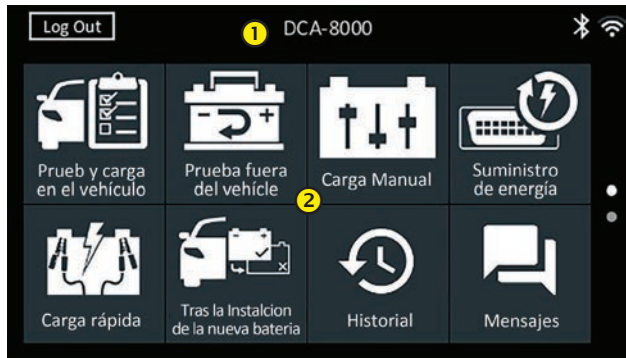 Log Out
1
DCA-8000
Prueb y carga
en el vehículo
Prueba fuera
del vehícle
Carga Manual
Suministro
de energía
2
Carga rápida
Tras la Instalcion
de la nueva bateria
Historial
Mensajes